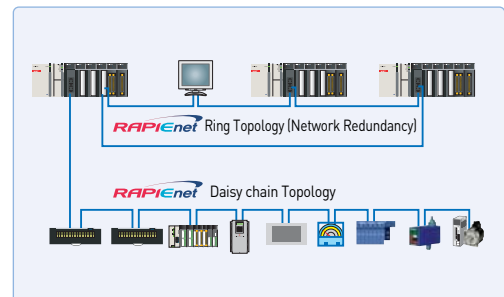 RAPIEnet Ring Topology (Network Redundancy)
RAPIEnet Daisy chain Topology